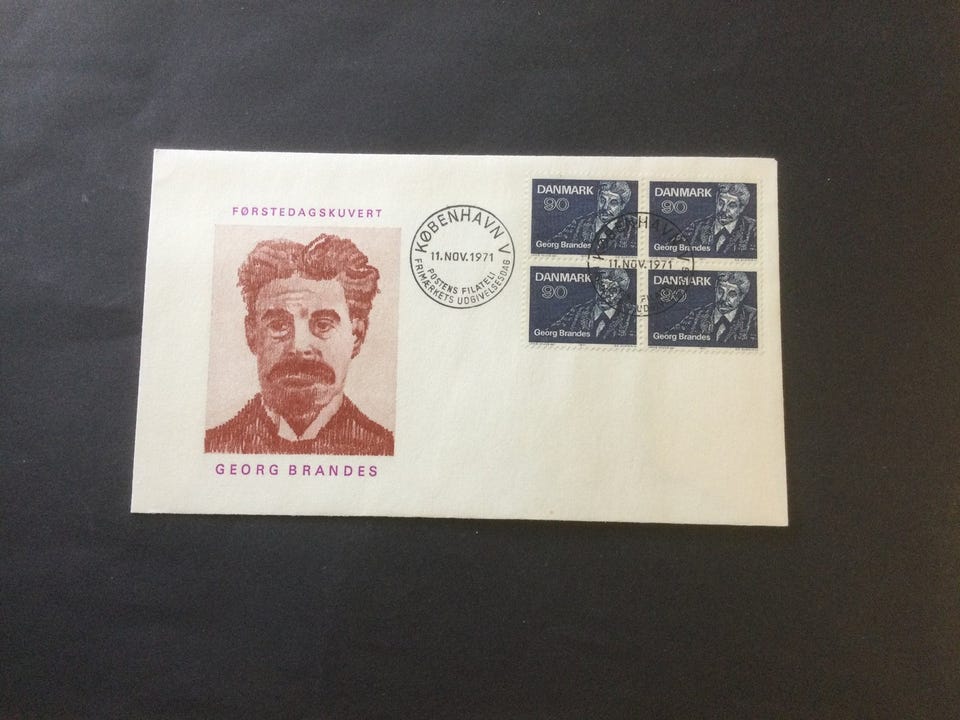 FØRSTEDAGSKUVERT
GEORG BRANDES
KØBENHAVN V
11.NOV.1971
POSTENS FILATELI
FRIMÆRKETS UDGIVELSESDAG
DANMARK
90
Georg Brandes
DANMARK
90
Georg Brandes
DANMARK
90
Georg Brandes
DANMARK
90
Georg Brandes
KØBENHAVN V
11.NOV.1971